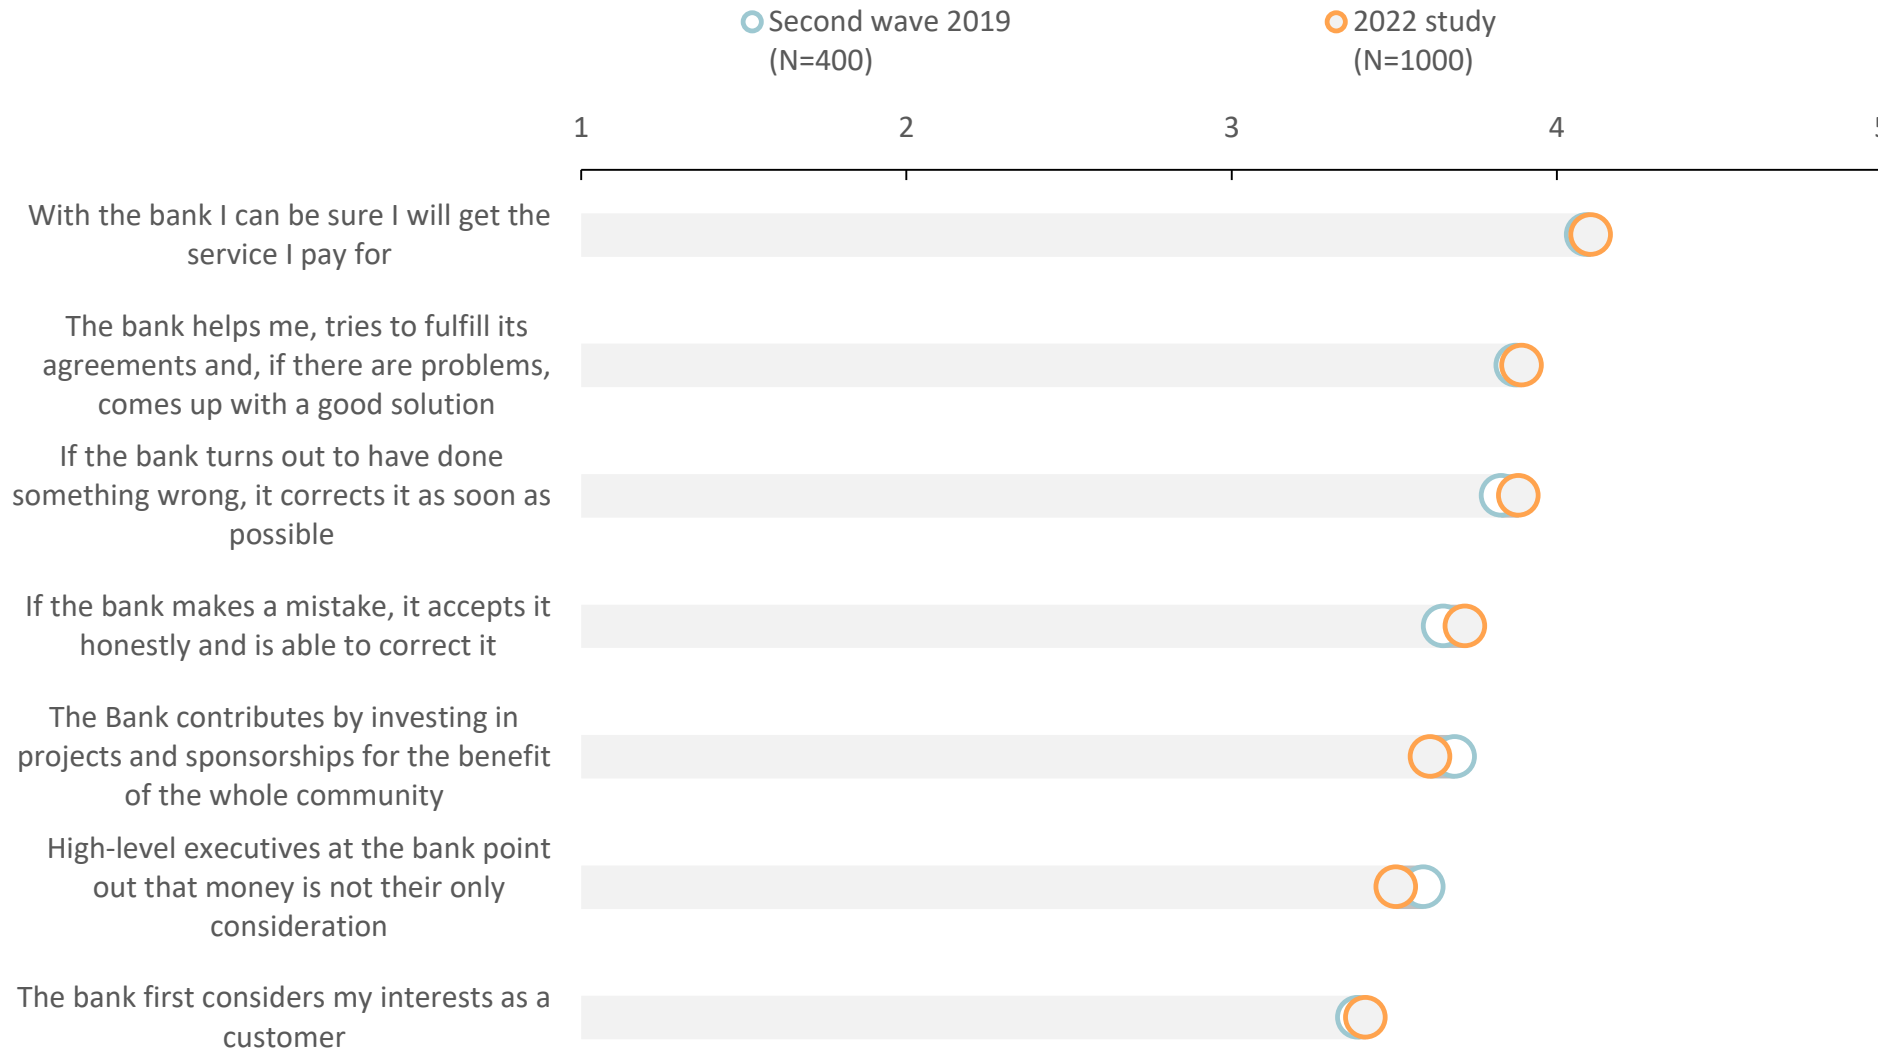 Second wave 2019
(N=400)
2022 study
(N=1000)
1 2 3 4 5
With the bank I can be sure I will get the
service I pay for
The bank helps me, tries to fulfill its
agreements and, if there are problems,
comes up with a good solution
If the bank turns out to have done
something wrong, it corrects it as soon as
possible
If the bank makes a mistake, it accepts it
honestly and is able to correct it
The Bank contributes by investing in
projects and sponsorships for the benefit
of the whole community
High-level executives at the bank point
out that money is not their only
consideration
The bank first considers my interests as a
customer